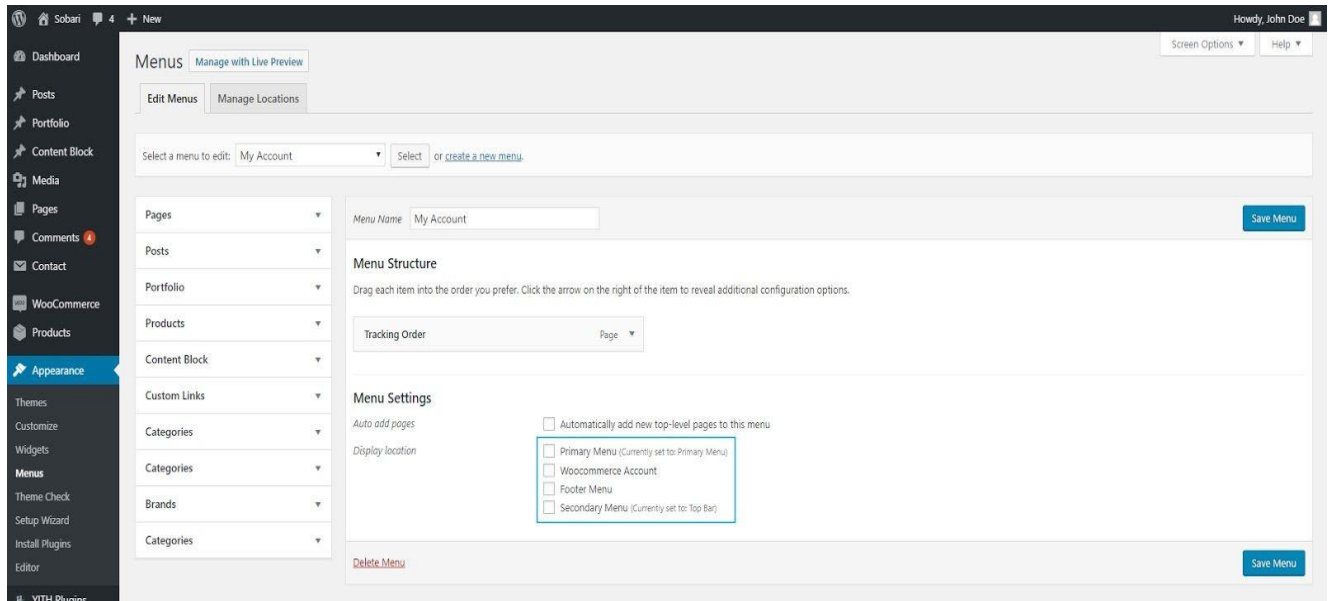 Sobari 4 + New Howdy, John Doe
Screen Options ▼ Help ▼
Dashboard
Posts
Portfolio
Content Block
Media
Pages
Comments 4
Contact
WooCommerce
Products
Appearance
Themes
Customize
Widgets
Menus
Theme Check
Setup Wizard
Install Plugins
Editor
YITH Plugins
Menus Manage with Live Preview
Edit Menus Manage Locations
Select a menu to edit: My Account Select or create a new menu.
Pages
Posts
Portfolio
Products
Content Block
Custom Links
Categories
Categories
Brands
Categories
Menu Name My Account Save Menu
Menu Structure
Drag each item into the order you prefer. Click the arrow on the right of the item to reveal additional configuration options.
Tracking Order Page
Menu Settings
Auto add pages Automatically add new top-level pages to this menu
Display location Primary Menu (Currently set to: Primary Menu)
Woocommerce Account
Footer Menu
Secondary Menu (Currently set to: Top Bar)
Delete Menu Save Menu